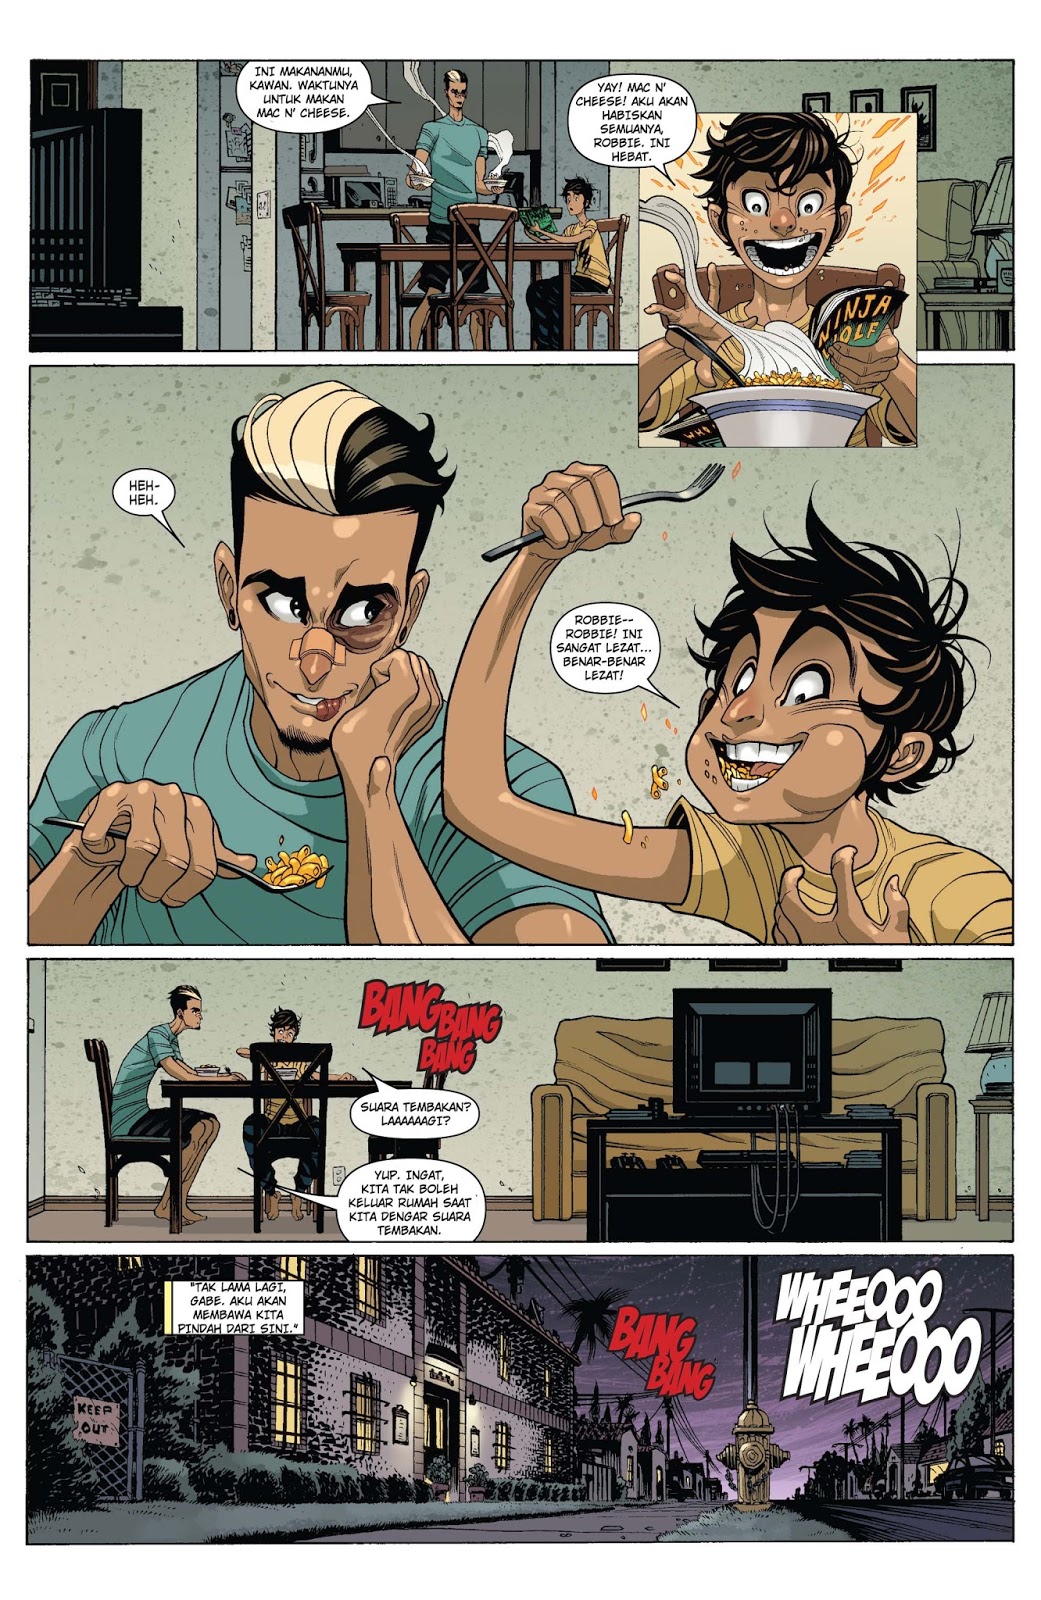 INI MAKANANMU,
KAWAN. WAKTUNYA
UNTUK MAKAN
MAC N' CHEESE.
YAY! MAC N'
CHEESE! AKU AKAN
HABISKAN
SEMUANYA,
ROBBIE. INI
HEBAT.
NINJA
WOLF
WHO
HEH-
HEH.
ROBBIE--
ROBBIE! INI
SANGAT LEZAT...
BENAR-BENAR
LEZAT!
BANG
BANG
BANG
SUARA TEMBAKAN?
LAAAAAGI?
YUP. INGAT,
KITA TAK BOLEH
KELUAR RUMAH SAAT
KITA DENGAR SUARA
TEMBAKAN.
"TAK LAMA LAGI,
GABE. AKU AKAN
MEMBAWA KITA
PINDAH DARI SINI."
KEEP
OUT
BANG
BANG
WHEEOOO
WHEEOOO